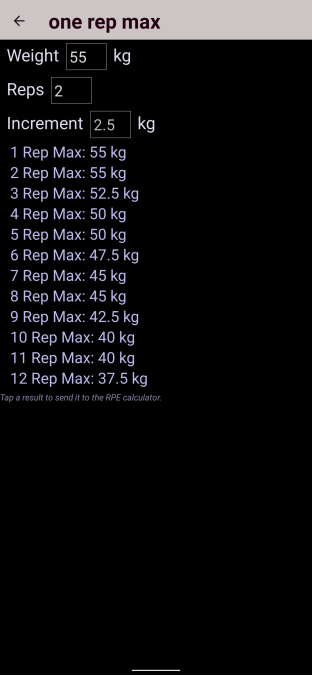 one rep max
Weight 55 kg
Reps 2
Increment 2.5 kg
1 Rep Max: 55 kg
2 Rep Max: 55 kg
3 Rep Max: 52.5 kg
4 Rep Max: 50 kg
5 Rep Max: 50 kg
6 Rep Max: 47.5 kg
7 Rep Max: 45 kg
8 Rep Max: 45 kg
9 Rep Max: 42.5 kg
10 Rep Max: 40 kg
11 Rep Max: 40 kg
12 Rep Max: 37.5 kg
Tap a result to send it to the RPE calculator.